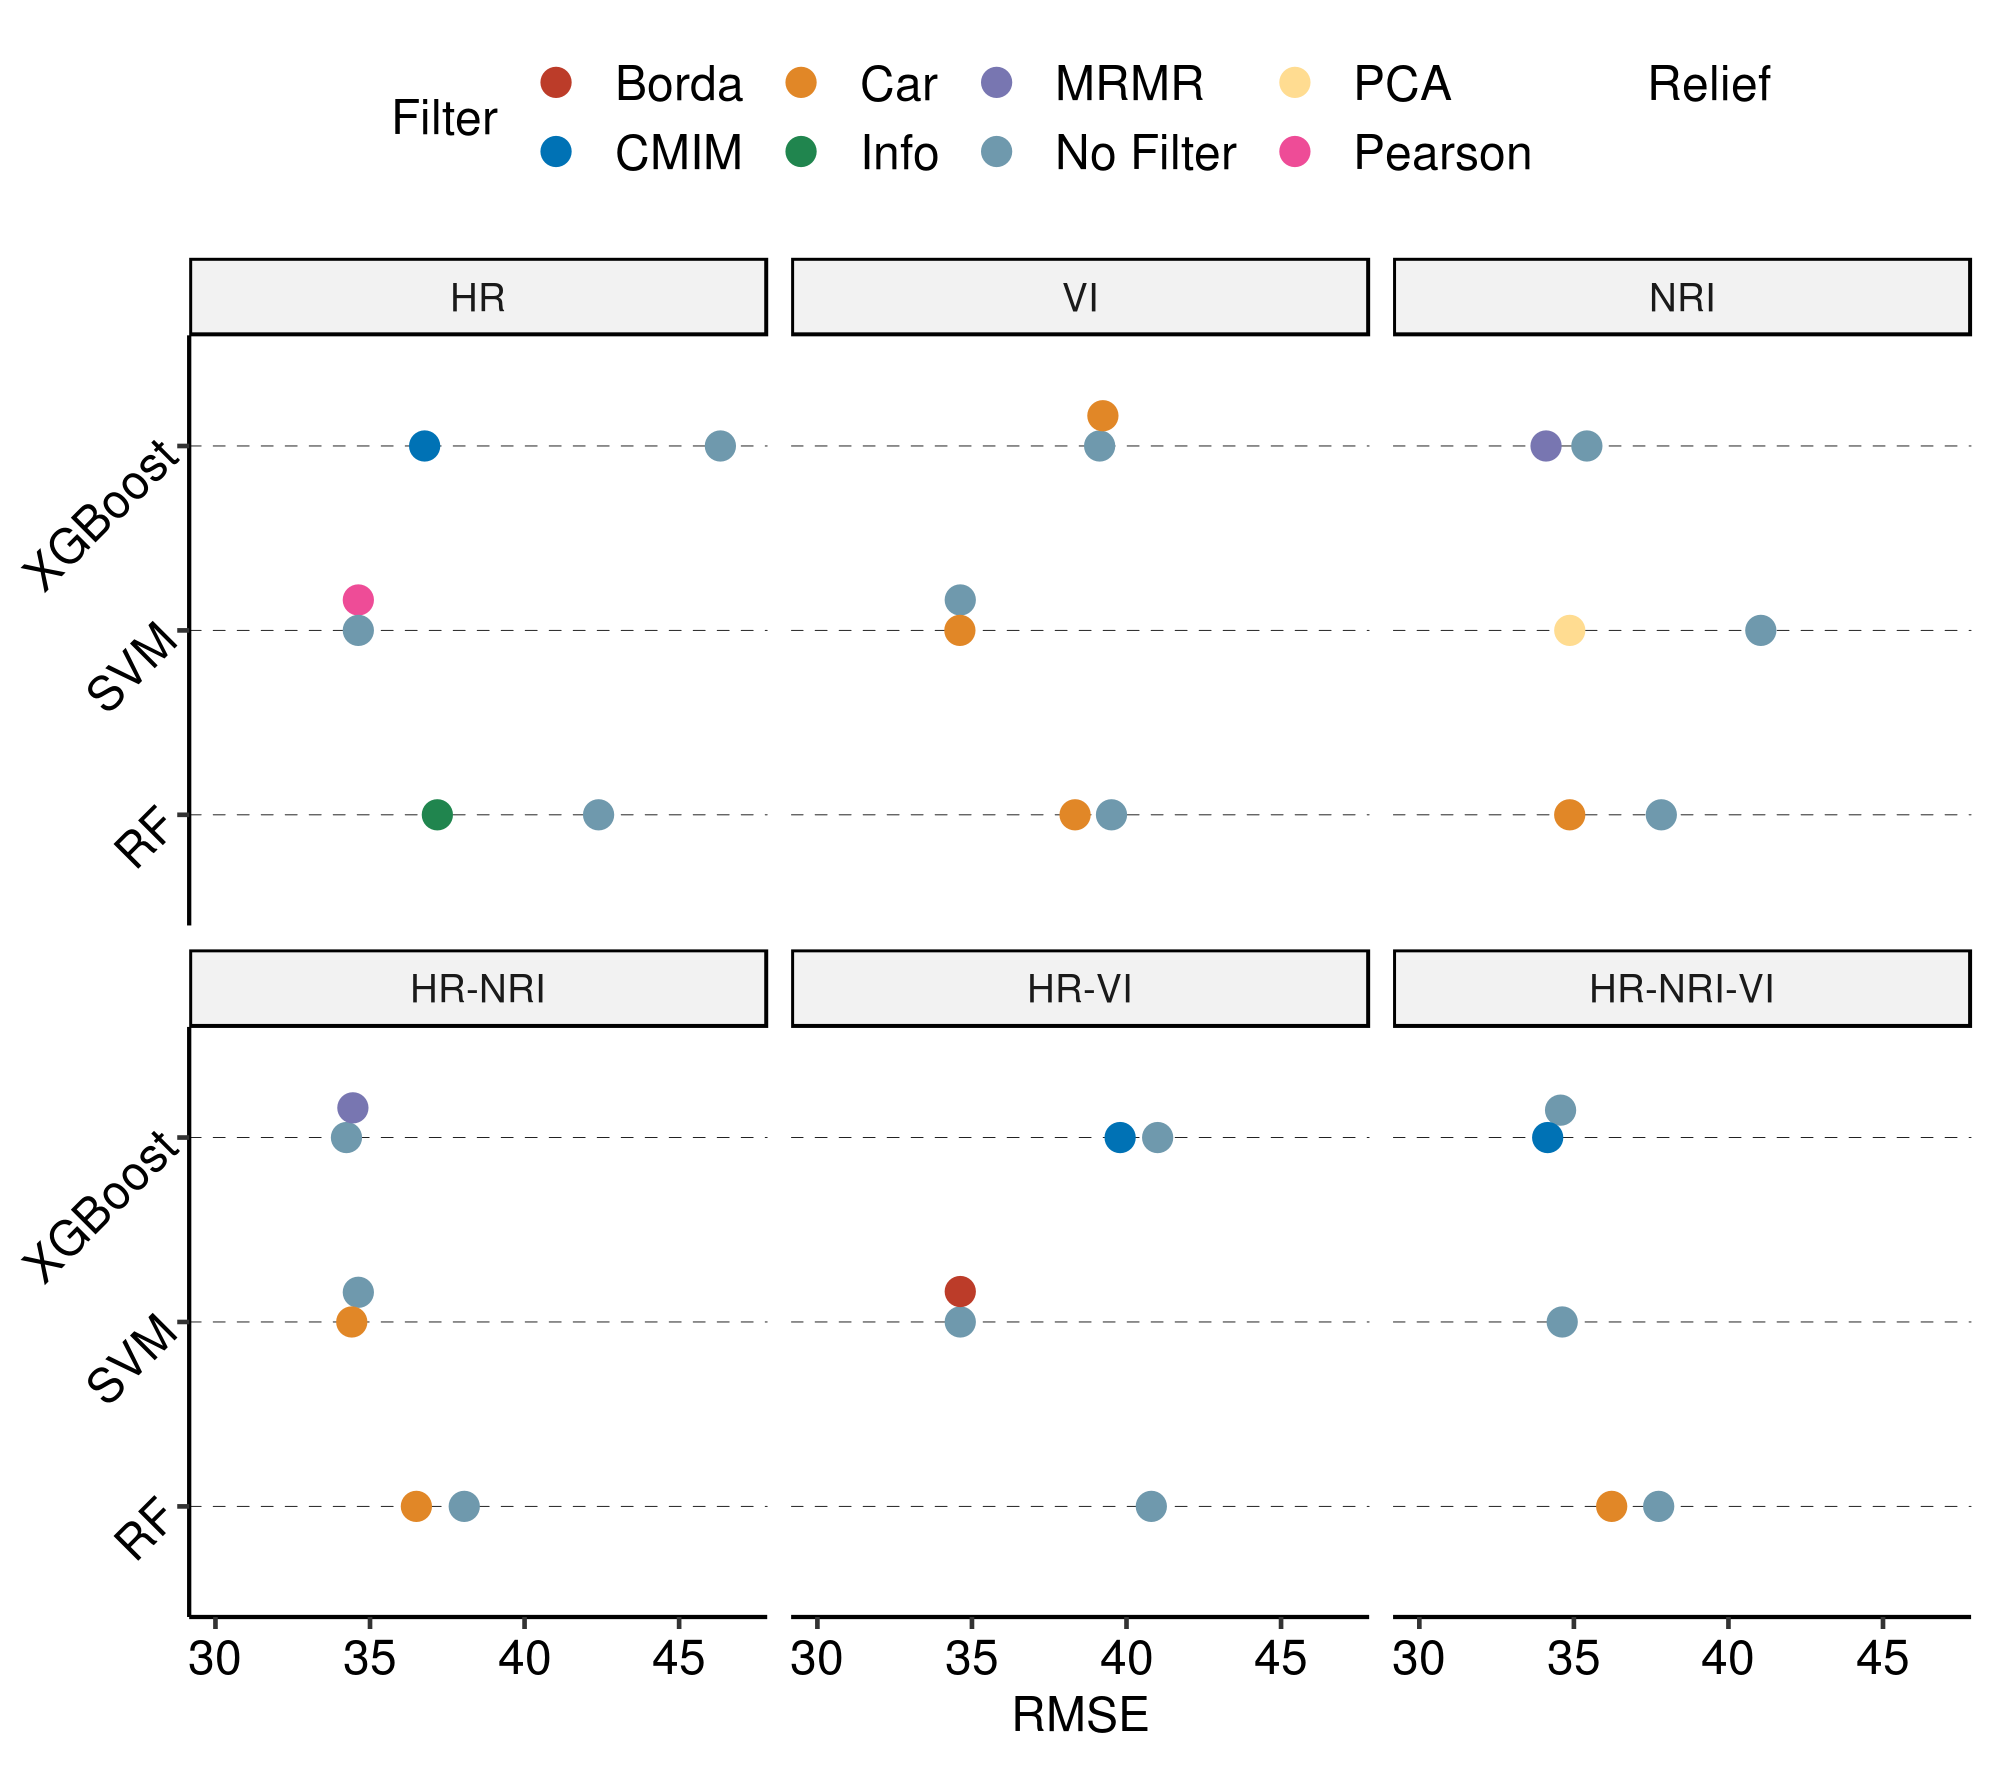 Filter
Borda Car MRMR PCA Relief
CMIM Info No Filter Pearson
HR VI NRI
XGBoost
SVM
RF
HR-NRI HR-VI HR-NRI-VI
XGBoost
SVM
RF
30 35 40 45 30 35 40 45 30 35 40 45
RMSE